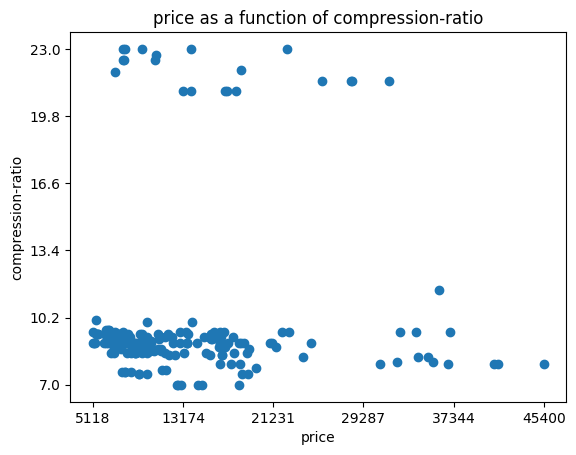 price as a function of compression-ratio
compression-ratio
23.0
19.8
16.6
13.4
10.2
7.0
5118 13174 21231 29287 37344 45400
price